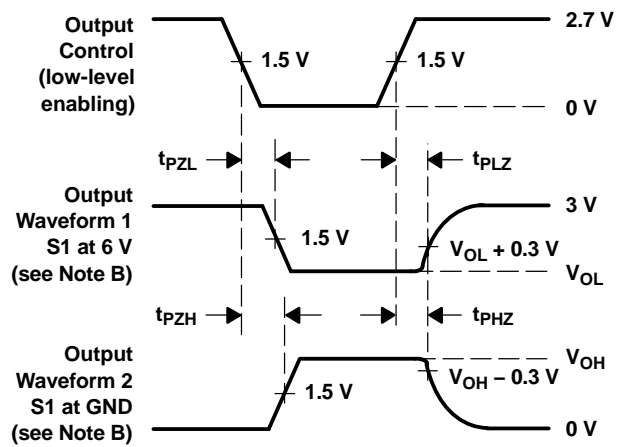 Output
Control
(low-level
enabling)
2.7 V
1.5 V
1.5 V
0 V
tPZL
tPLZ
Output
Waveform 1
S1 at 6 V
(see Note B)
3 V
1.5 V
VOL + 0.3 V
VOL
tPZH
tPHZ
Output
Waveform 2
S1 at GND
(see Note B)
VOH
1.5 V
VOH − 0.3 V
0 V